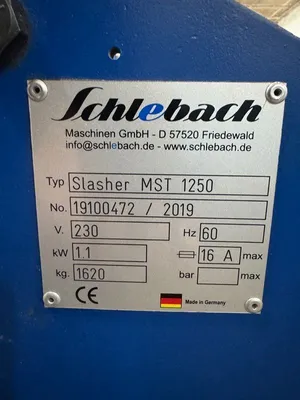 Schlebach
Maschinen GmbH - D 57520 Friedewald
info@schlebach.de - www.schlebach.de
Typ Slasher MST 1250
No. 19100472 / 2019
V. 230 Hz 60
kW 1.1 16 A max
kg. 1620 bar max
CE Made in Germany